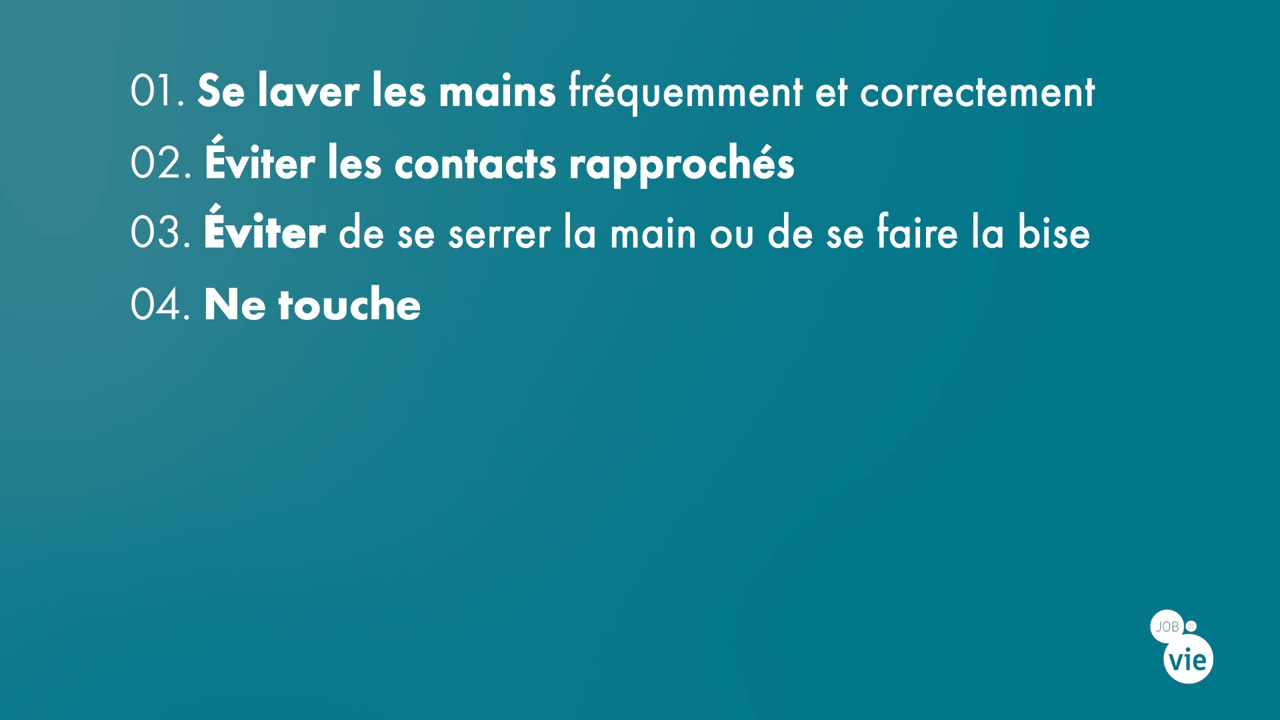 01. Se laver les mains fréquemment et correctement
02. Éviter les contacts rapprochés
03. Éviter de se serrer la main ou de se faire la bise
04. Ne touche
JOB
vie